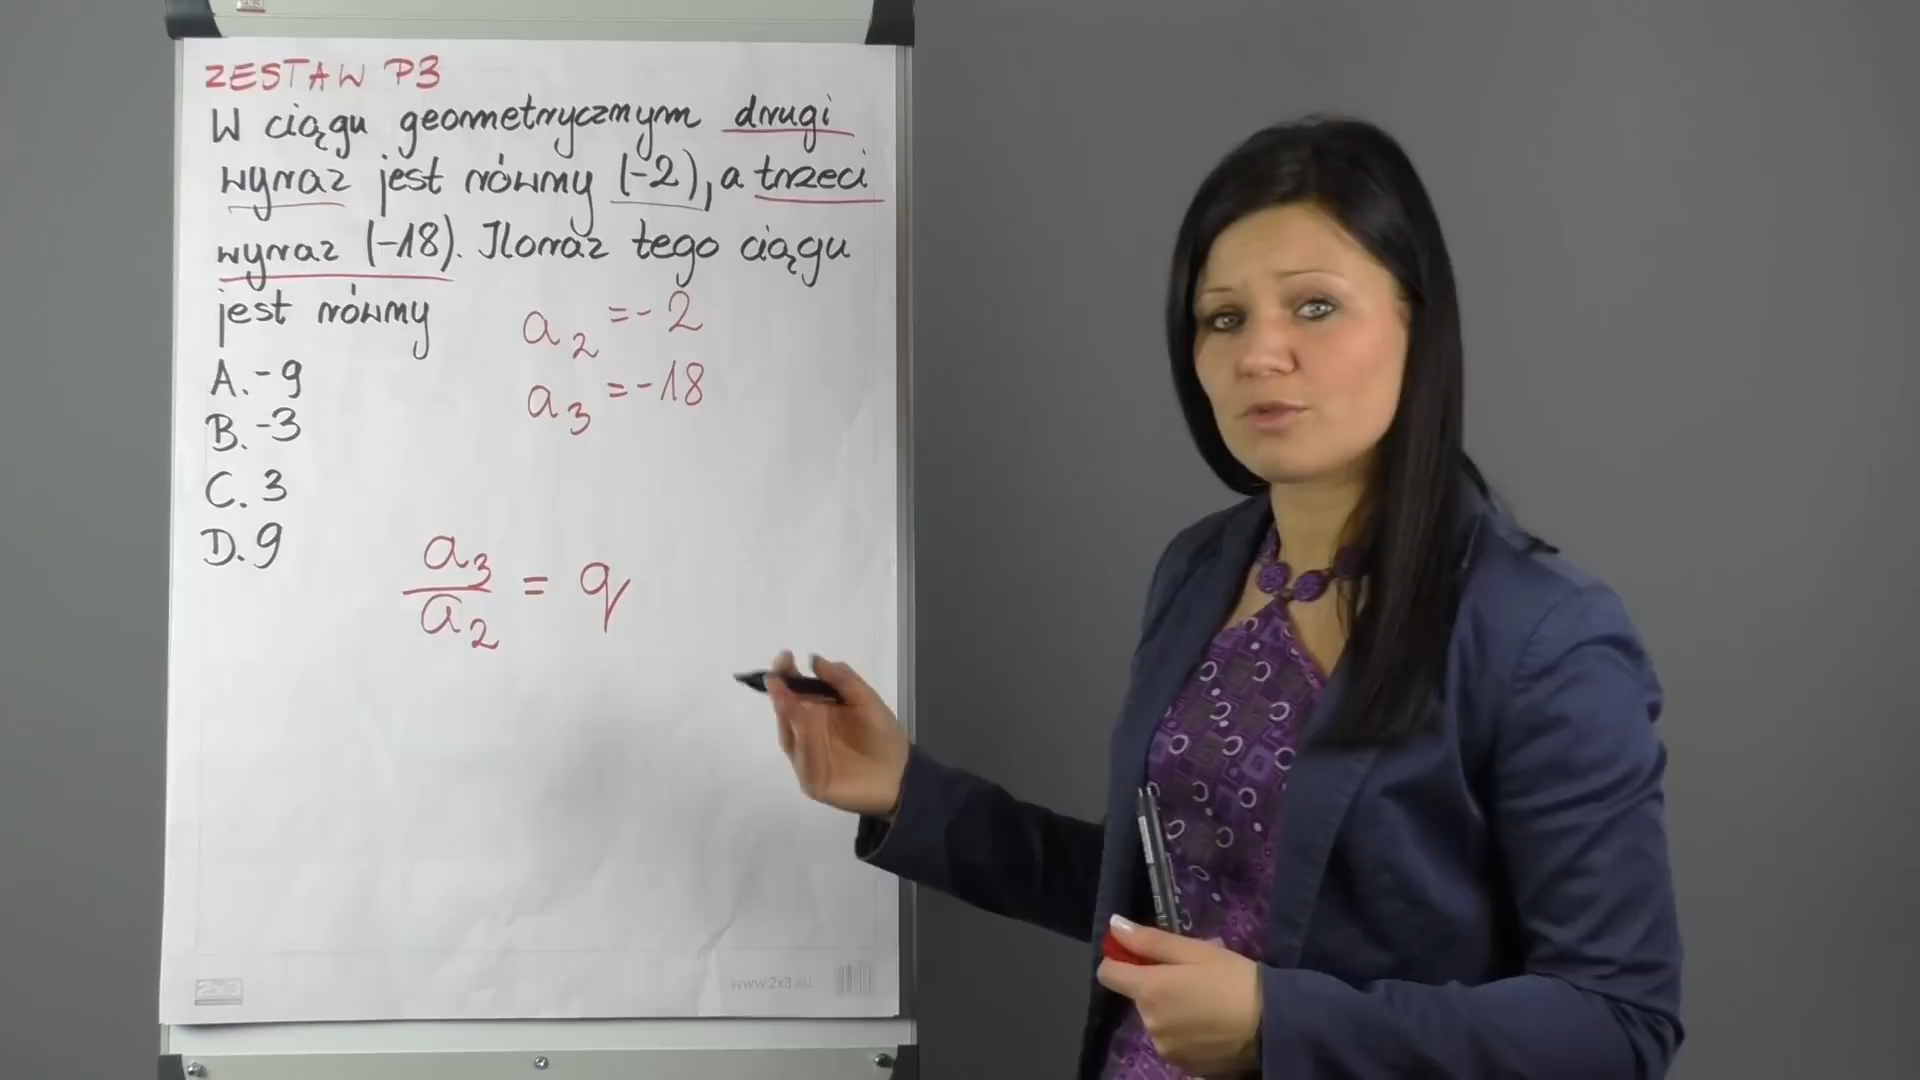 ZESTAW P3
W ciągu geometrycznym drugi
wyraz jest równy (-2), a trzeci
wyraz (-18). Iloraz tego ciągu
jest równy
a₂ = -2
A. -9
a₃ = -18
B. -3
C. 3
D. 9
a₃/a₂ = q
2x3
www.2x3.eu